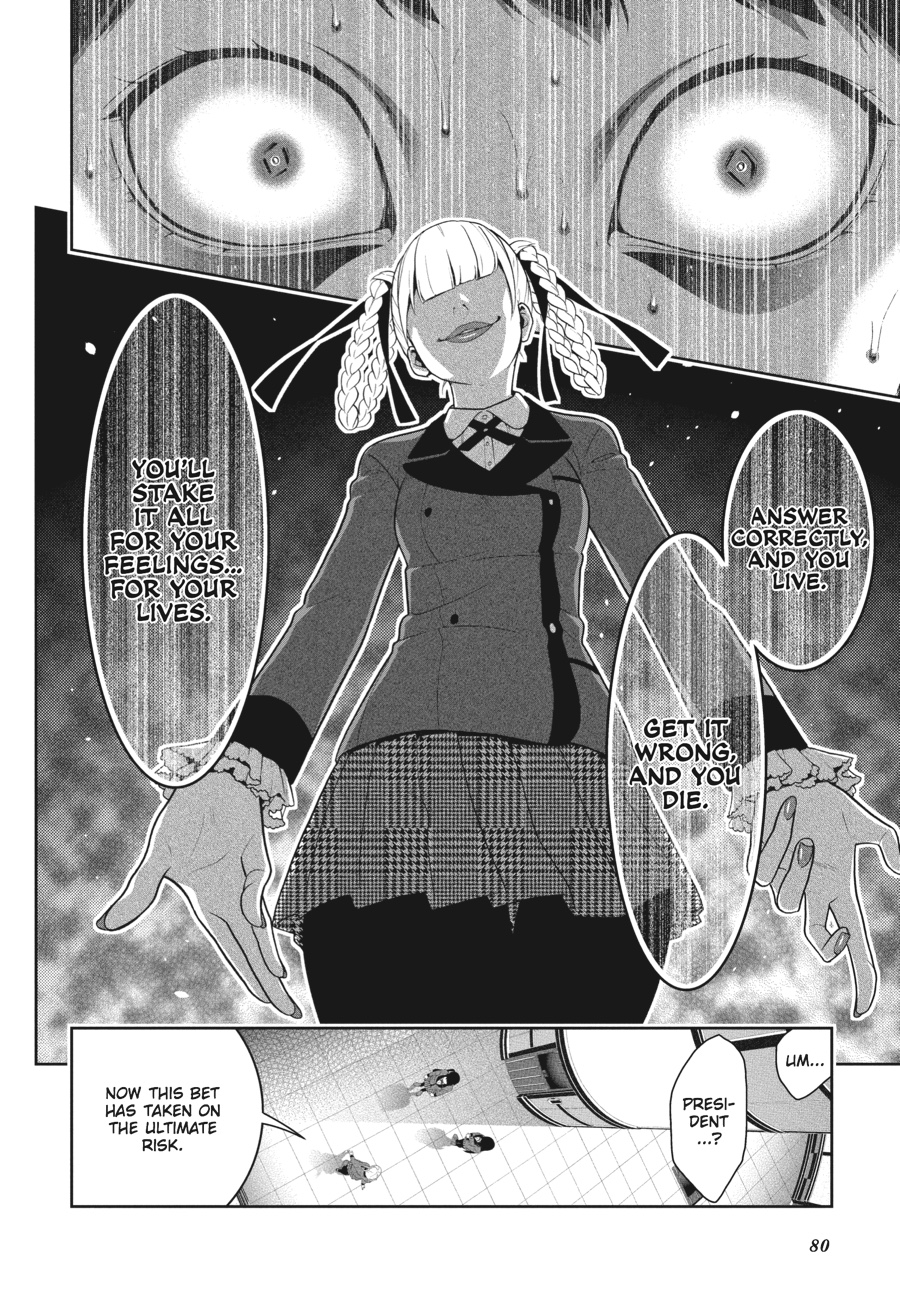 ANSWER
CORRECTLY,
AND YOU
LIVE.
GET IT
WRONG,
AND YOU
DIE.
YOU'LL
STAKE
IT ALL
FOR YOUR
FEELINGS...
FOR YOUR
LIVES.
UM...
PRESI-
DENT
...?
NOW THIS BET
HAS TAKEN ON
THE ULTIMATE
RISK.
80